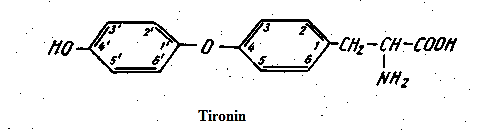 3' 2' 3 2
HO 4' 1' O 4 1 CH2-CH-COOH
5' 6' 5 6 NH2
Tironin